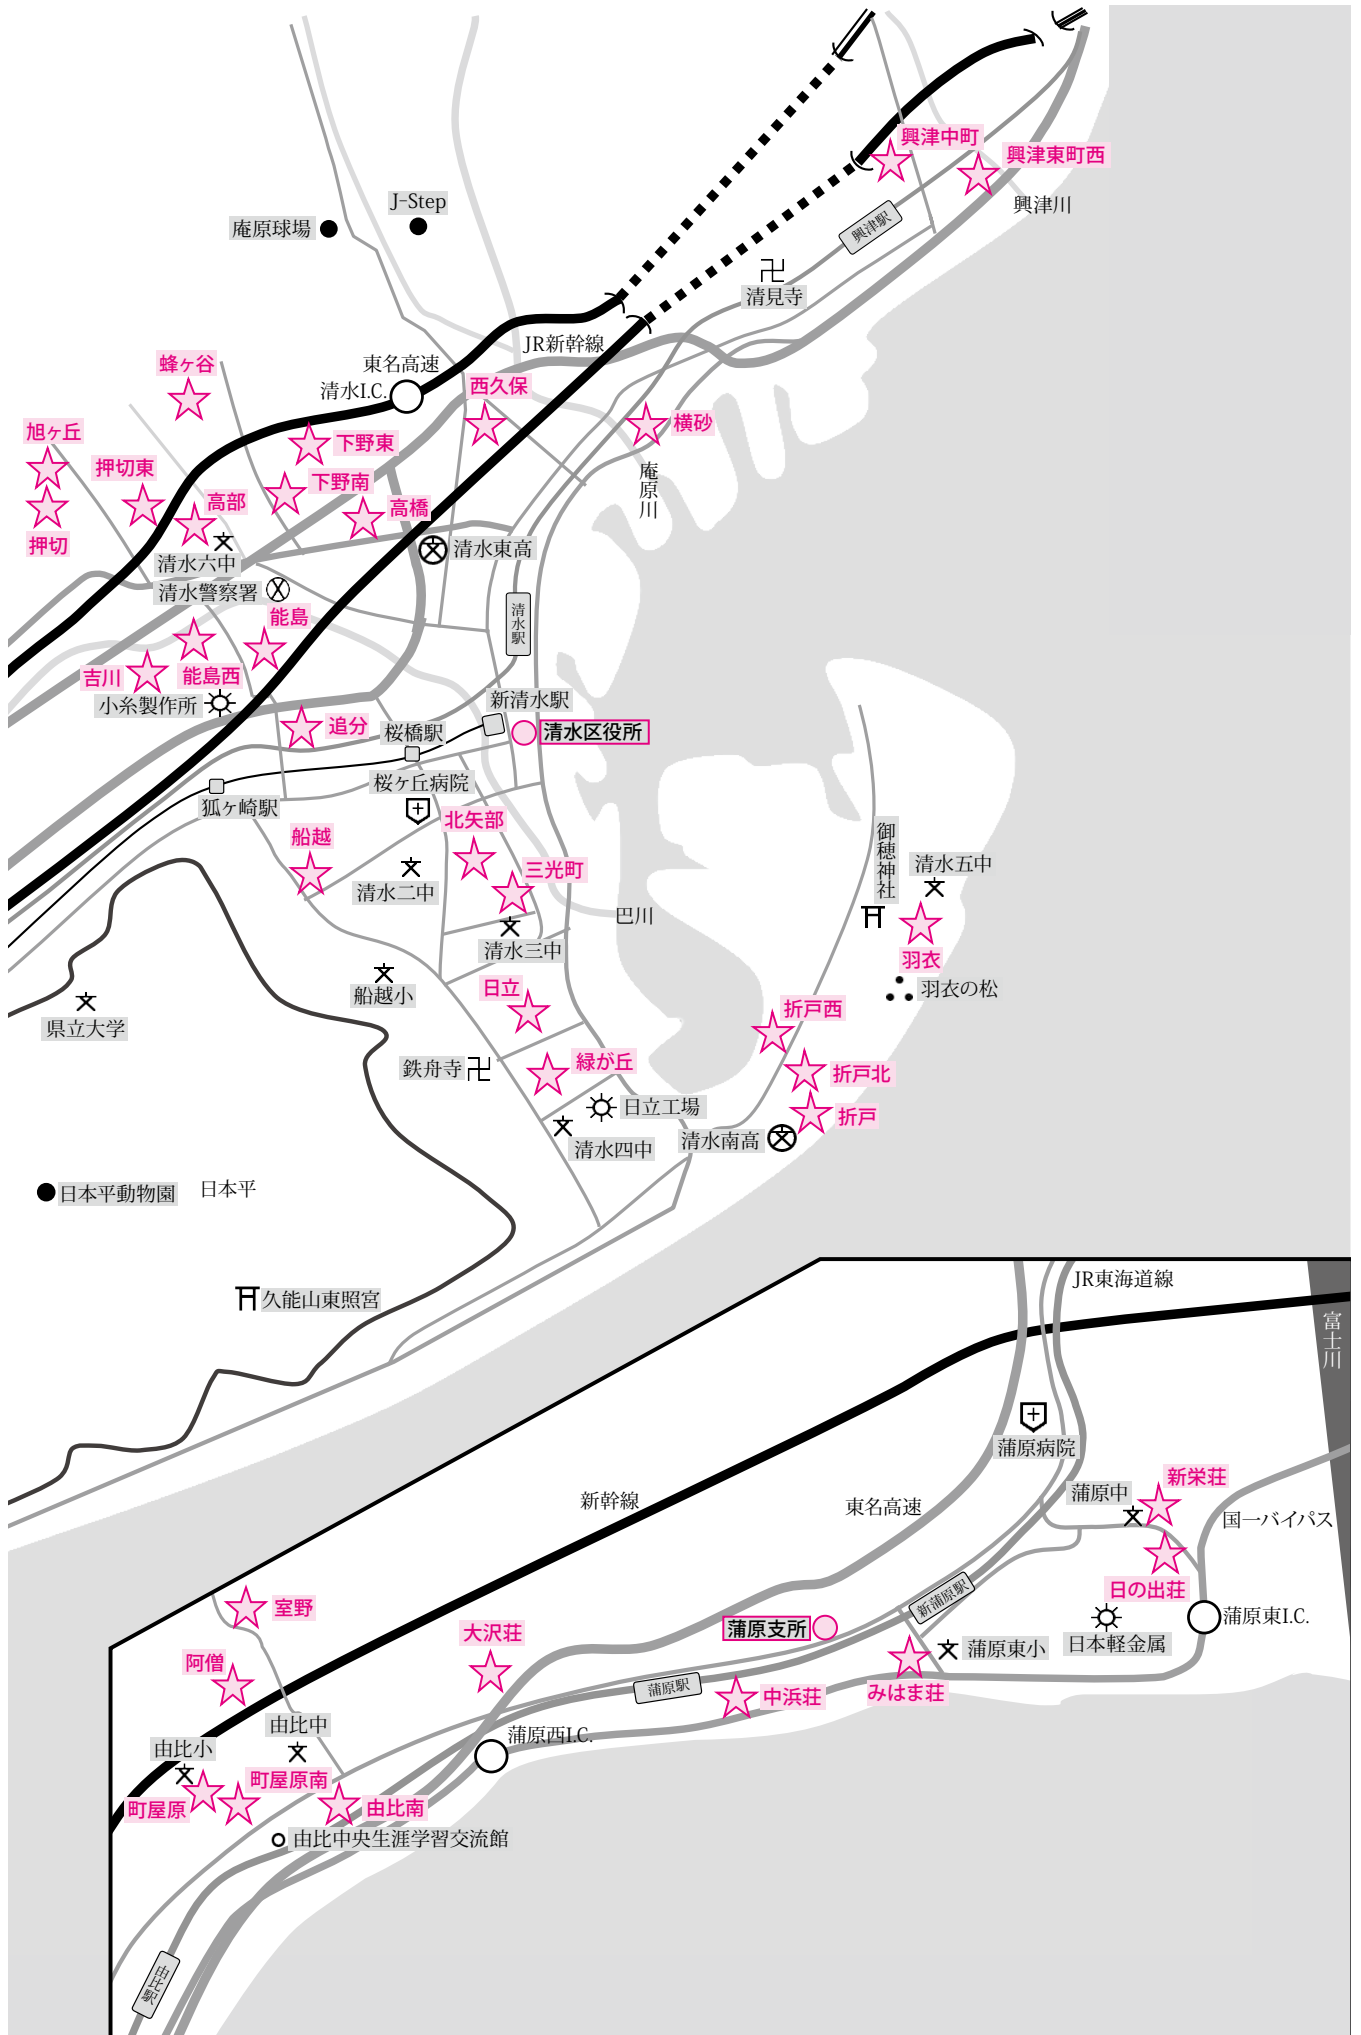 興津中町
興津東町西
興津川
J-Step
庵原球場
興津駅
清見寺
JR新幹線
東名高速
清水I.C.
蜂ヶ谷
西久保
横砂
旭ヶ丘
下野東
押切東
下野南
庵原川
高部
高橋
押切
清水東高
清水六中
清水警察署
能島
清水駅
吉川
能島西
小糸製作所
新清水駅
追分
桜橋駅
清水区役所
桜ケ丘病院
狐ヶ崎駅
船越
北矢部
御穂神社
清水五中
三光町
清水二中
巴川
清水三中
羽衣
日立
船越小
羽衣の松
折戸西
県立大学
鉄舟寺
緑が丘
折戸北
日立工場
折戸
清水南高
清水四中
日本平動物園
日本平
久能山東照宮
JR東海道線
富士川
蒲原病院
新栄荘
蒲原中
新幹線
東名高速
国一バイパス
日の出荘
新蒲原駅
室野
蒲原東I.C.
大沢荘
蒲原支所
日本軽金属
蒲原東小
阿僧
蒲原駅
中浜荘
みはま荘
由比中
蒲原西I.C.
由比小
町屋原南
町屋原
由比南
由比中央生涯学習交流館
由比駅